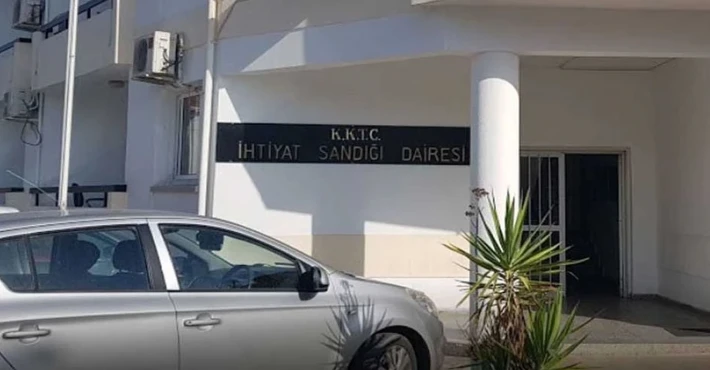 K.K.T.C.
İHTİYAT SANDIĞI DAİRESİ